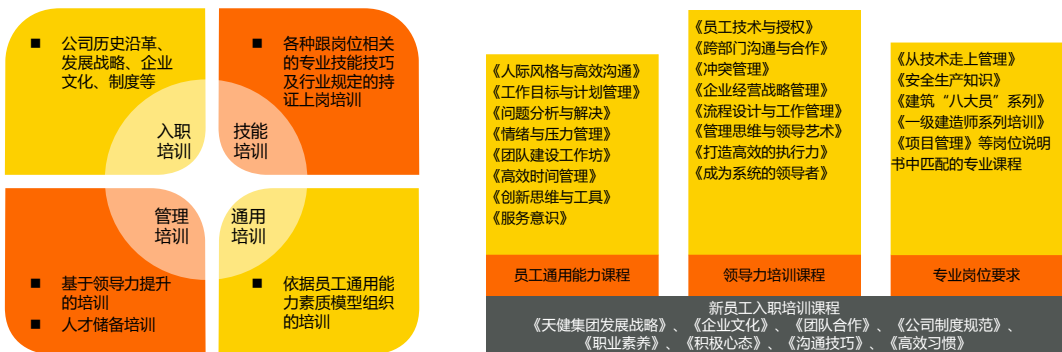 ■ 公司历史沿革、
发展战略、企业
文化、制度等
入职
培训
■ 各种跟岗位相关
的专业技能技巧
及行业规定的持
证上岗培训
技能
培训
管理
培训
■ 基于领导力提升
的培训
■ 人才储备培训
通用
培训
■ 依据员工通用能
力素质模型组织
的培训
《人际风格与高效沟通》
《工作目标与计划管理》
《问题分析与解决》
《情绪与压力管理》
《团队建设工作坊》
《高效时间管理》
《创新思维与工具》
《服务意识》
员工通用能力课程
《员工技术与授权》
《跨部门沟通与合作》
《冲突管理》
《企业经营战略管理》
《流程设计与工作管理》
《管理思维与领导艺术》
《打造高效的执行力》
《成为系统的领导者》
领导力培训课程
《从技术走上管理》
《安全生产知识》
《建筑“八大员”系列》
《一级建造师系列培训》
《项目管理》等岗位说明
书中匹配的专业课程
专业岗位要求
新员工入职培训课程
《天健集团发展战略》、《企业文化》、《团队合作》、《公司制度规范》、
《职业素养》、《积极心态》、《沟通技巧》、《高效习惯》